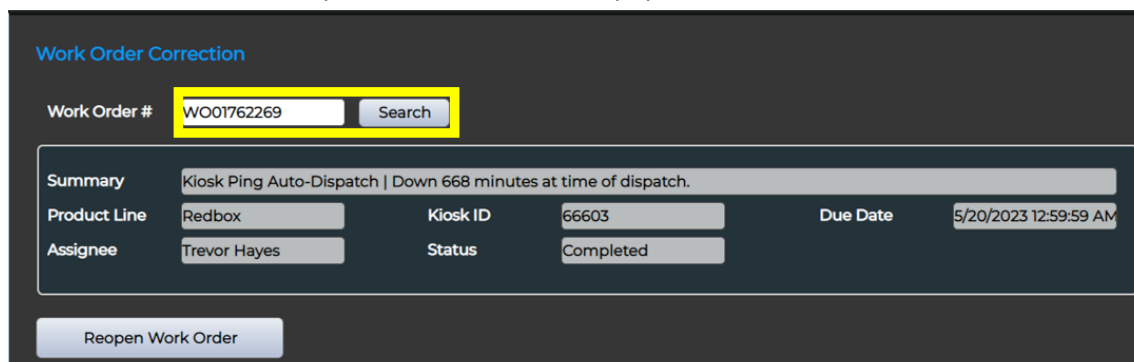 Work Order Correction
Work Order # WO01762269 Search
Summary Kiosk Ping Auto-Dispatch | Down 668 minutes at time of dispatch.
Product Line Redbox Kiosk ID 66603 Due Date 5/20/2023 12:59:59 AM
Assignee Trevor Hayes Status Completed
Reopen Work Order